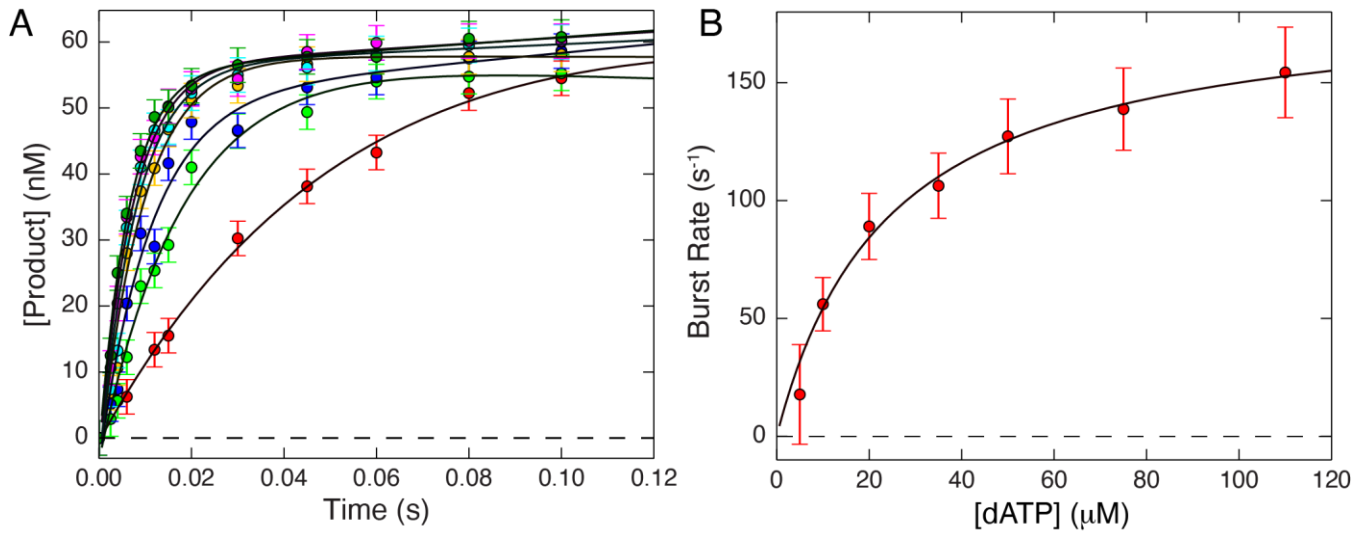 A
[Product] (nM)
60
50
40
30
20
10
0
0.00 0.02 0.04 0.06 0.08 0.10 0.12
Time (s)
B
Burst Rate (s⁻¹)
150
100
50
0
0 20 40 60 80 100 120
[dATP] (μM)